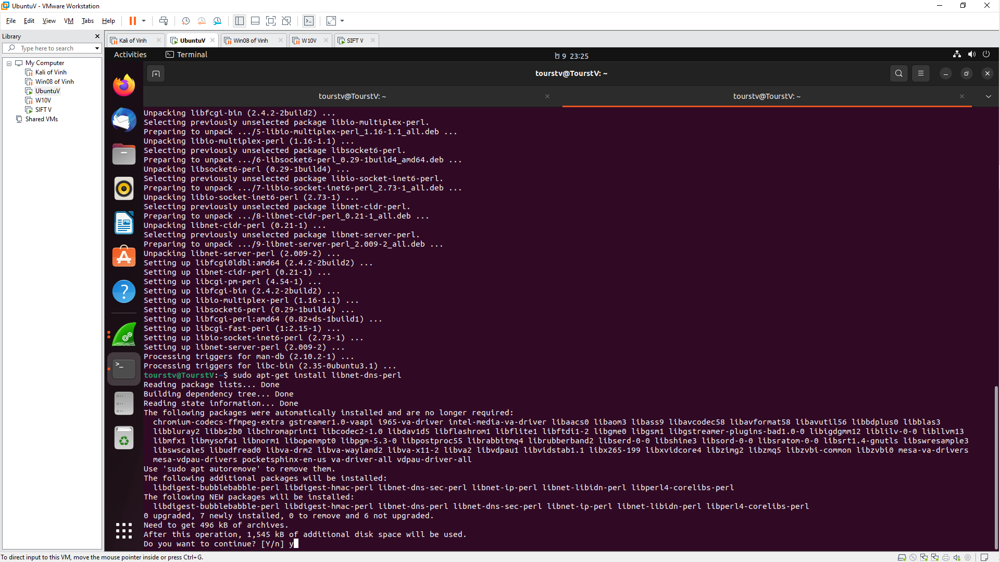 UbuntuV - VMware Workstation
File Edit View VM Tabs Help
Library
Type here to search
My Computer
Kali of Vinh
Win08 of Vinh
UbuntuV
W10V
SIFT V
Shared VMs
Kali of Vinh UbuntuV Win08 of Vinh W10V SIFT V
Activities Terminal 9 23:25
tourstv@TourstV: ~
tourstv@TourstV: ~ tourstv@TourstV: ~
Unpacking libfcgi-bin (2.4.2-2build2) ...
Selecting previously unselected package libio-multiplex-perl.
Preparing to unpack .../5-libio-multiplex-perl_1.16-1.1_all.deb ...
Unpacking libio-multiplex-perl (1.16-1.1) ...
Selecting previously unselected package libsocket6-perl.
Preparing to unpack .../6-libsocket6-perl_0.29-1build4_amd64.deb ...
Unpacking libsocket6-perl (0.29-1build4) ...
Selecting previously unselected package libio-socket-inet6-perl.
Preparing to unpack .../7-libio-socket-inet6-perl_2.73-1_all.deb ...
Unpacking libio-socket-inet6-perl (2.73-1) ...
Selecting previously unselected package libnet-cidr-perl.
Preparing to unpack .../8-libnet-cidr-perl_0.21-1_all.deb ...
Unpacking libnet-cidr-perl (0.21-1) ...
Selecting previously unselected package libnet-server-perl.
Preparing to unpack .../9-libnet-server-perl_2.009-2_all.deb ...
Unpacking libnet-server-perl (2.009-2) ...
Setting up libfcgi0ldbl:amd64 (2.4.2-2build2) ...
Setting up libnet-cidr-perl (0.21-1) ...
Setting up libcgi-pm-perl (4.54-1) ...
Setting up libfcgi-bin (2.4.2-2build2) ...
Setting up libio-multiplex-perl (1.16-1.1) ...
Setting up libsocket6-perl (0.29-1build4) ...
Setting up libfcgi-perl:amd64 (0.82+ds-1build1) ...
Setting up libcgi-fast-perl (1:2.15-1) ...
Setting up libio-socket-inet6-perl (2.73-1) ...
Setting up libnet-server-perl (2.009-2) ...
Processing triggers for man-db (2.10.2-1) ...
Processing triggers for libc-bin (2.35-0ubuntu3.1) ...
tourstv@TourstV:~$ sudo apt-get install libnet-dns-perl
Reading package lists... Done
Building dependency tree... Done
Reading state information... Done
The following packages were automatically installed and are no longer required:
chromium-codecs-ffmpeg-extra gstreamer1.0-vaapi i965-va-driver intel-media-va-driver libaacs0 libaom3 libass9 libavcodec58 libavformat58 libavutil56 libbdplus0 libblas3
libbluray2 libbs2b0 libchromaprint1 libcodec2-1.0 libdav1d5 libflashrom1 libflite1 libftdi1-2 libgme0 libgsm1 libgstreamer-plugins-bad1.0-0 libigdgmm12 liblilv-0-0 libllvm13
libmfx1 libmysofa1 libnorm1 libopenmpt0 libpgm-5.3-0 libpostproc55 librabbitmq4 librubberband2 libserd-0-0 libshine3 libsord-0-0 libsratom-0-0 libsrt1.4-gnutls libswresample3
libswscale5 libudfread0 libva-drm2 libva-wayland2 libva-x11-2 libva2 libvdpau1 libvidstab1.1 libx265-199 libxvidcore4 libzimg2 libzmq5 libzvbi-common libzvbi0 mesa-va-drivers
mesa-vdpau-drivers pocketsphinx-en-us va-driver-all vdpau-driver-all
Use 'sudo apt autoremove' to remove them.
The following additional packages will be installed:
libdigest-bubblebabble-perl libdigest-hmac-perl libnet-dns-sec-perl libnet-ip-perl libnet-libidn-perl libperl4-corelibs-perl
The following NEW packages will be installed:
libdigest-bubblebabble-perl libdigest-hmac-perl libnet-dns-perl libnet-dns-sec-perl libnet-ip-perl libnet-libidn-perl libperl4-corelibs-perl
0 upgraded, 7 newly installed, 0 to remove and 6 not upgraded.
Need to get 496 kB of archives.
After this operation, 1,545 kB of additional disk space will be used.
Do you want to continue? [Y/n] y
To direct input to this VM, move the mouse pointer inside or press Ctrl+G.